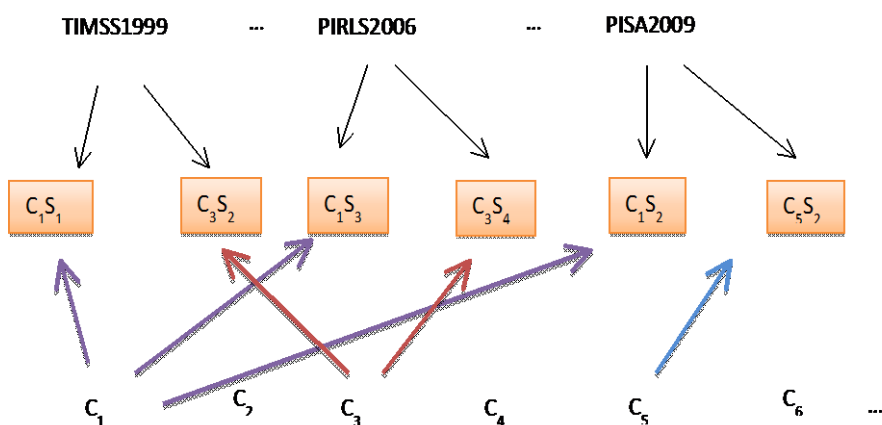 TIMSS1999 ... PIRLS2006 ... PISA2009 ...
C₁S₁ C₃S₂ C₁S₃ C₃S₄ C₁S₂ C₅S₂
C₁ C₂ C₃ C₄ C₅ C₆ ...